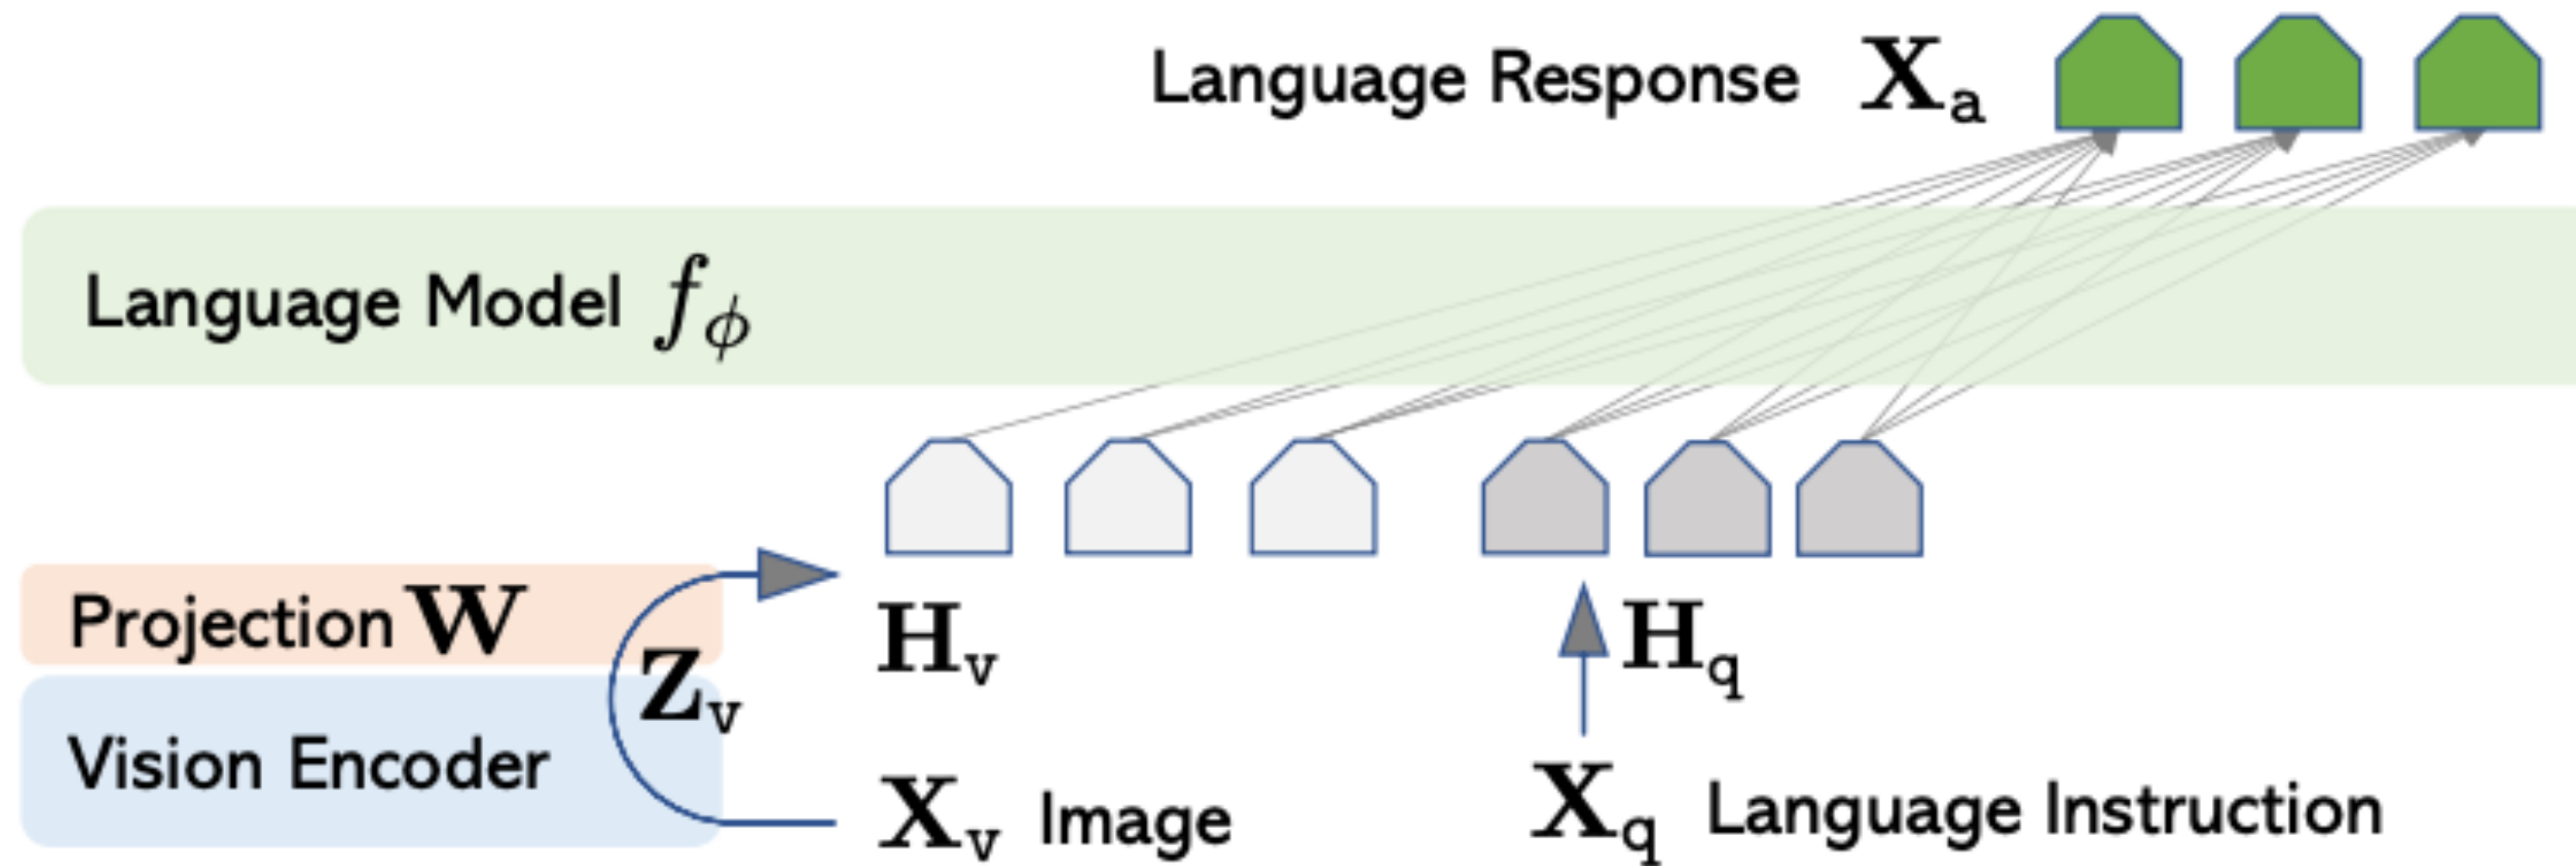 Language Response X_a
Language Model f_ϕ
Projection W
Z_v
H_v
H_q
Vision Encoder
X_v Image
X_q Language Instruction